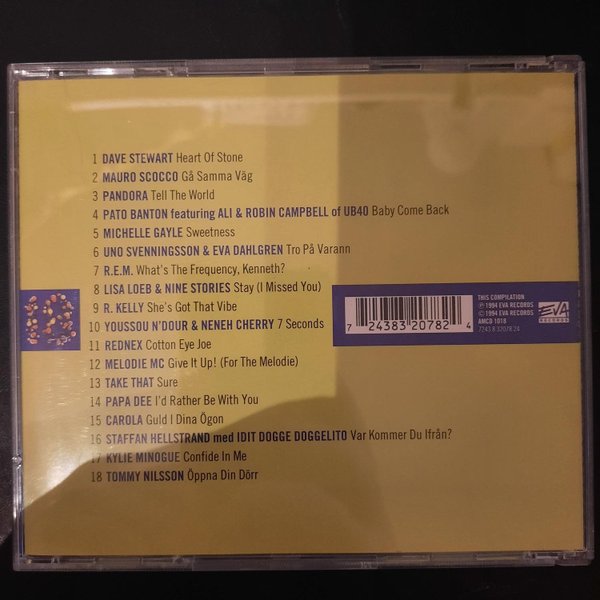 1 DAVE STEWART Heart Of Stone
2 MAURO SCOCCO Gå Samma Väg
3 PANDORA Tell The World
4 PATO BANTON featuring ALI & ROBIN CAMPBELL of UB40 Baby Come Back
5 MICHELLE GAYLE Sweetness
6 UNO SVENNINGSSON & EVA DAHLGREN Tro På Varann
7 R.E.M. What's The Frequency, Kenneth?
8 LISA LOEB & NINE STORIES Stay (I Missed You)
9 R. KELLY She's Got That Vibe
10 YOUSSOU N'DOUR & NENEH CHERRY 7 Seconds
11 REDNEX Cotton Eye Joe
12 MELODIE MC Give It Up! (For The Melodie)
13 TAKE THAT Sure
14 PAPA DEE I'd Rather Be With You
15 CAROLA Guld I Dina Ögon
16 STAFFAN HELLSTRAND med IDIT DOGGE DOGGELITO Var Kommer Du Ifrån?
17 KYLIE MINOGUE Confide In Me
18 TOMMY NILSSON Öppna Din Dörr
7 24383 20782 4
THIS COMPILATION
℗ 1994 EVA RECORDS
© 1994 EVA RECORDS
AMCD 1018
7243 8 32078 24
EVA
RECORDS